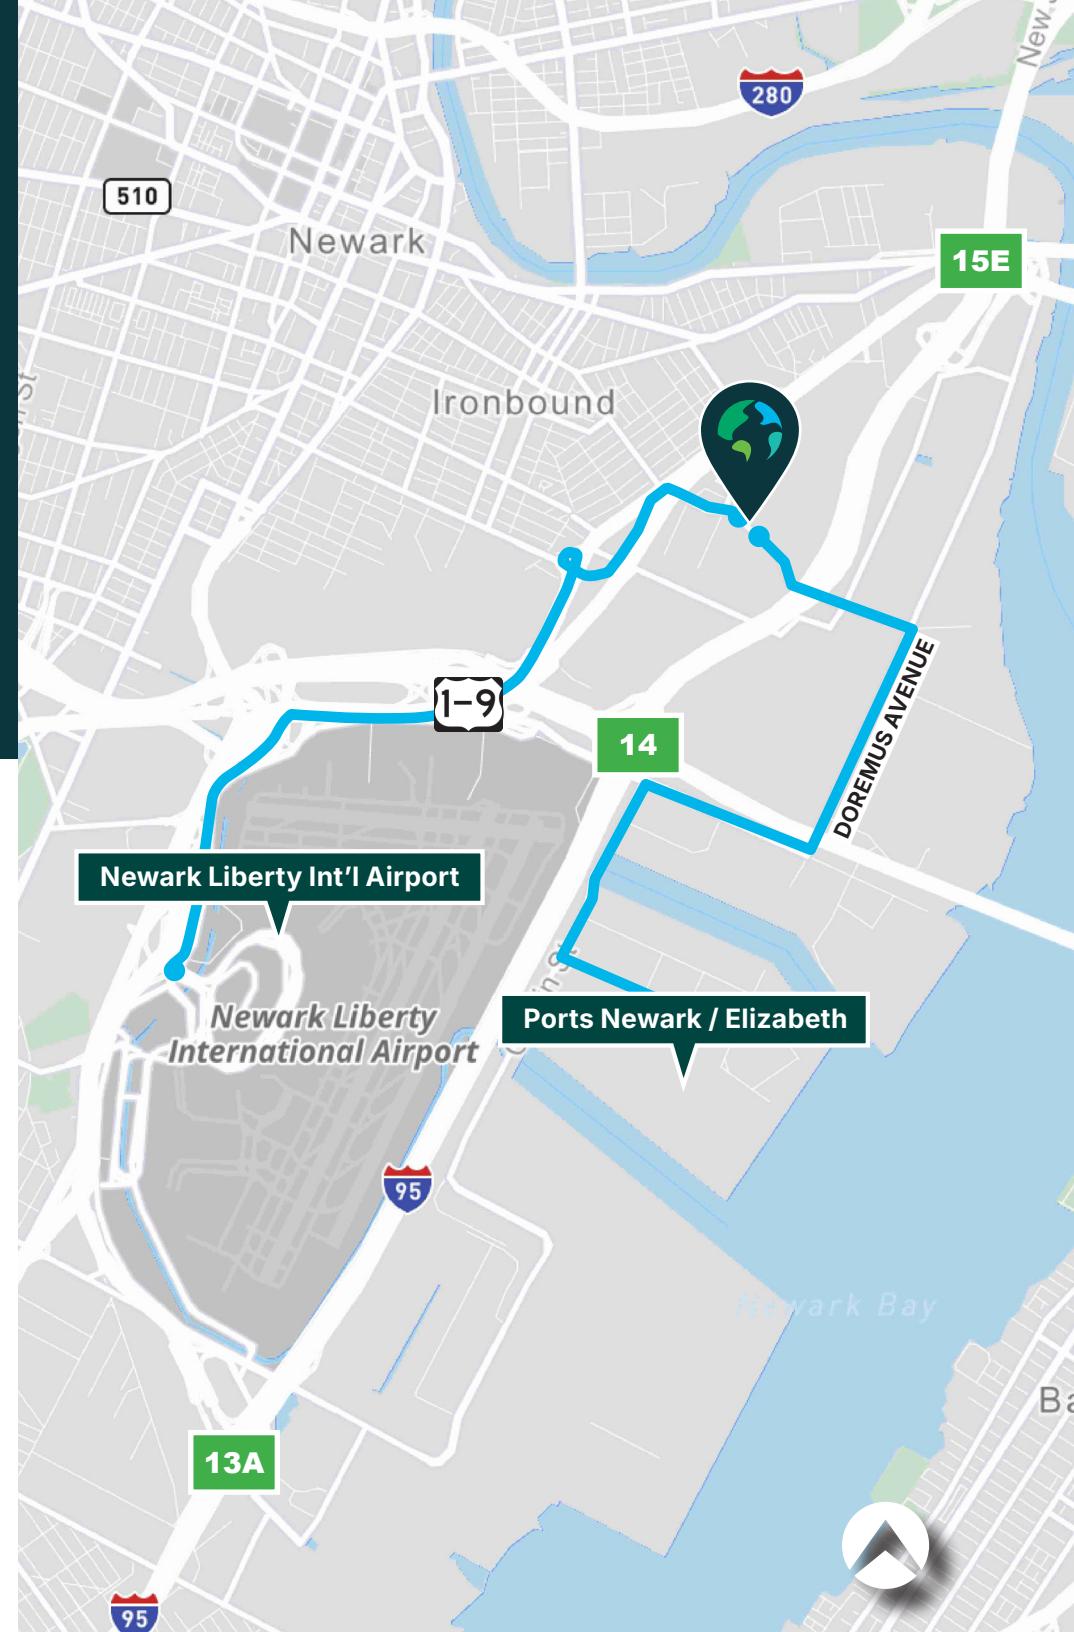 New
280
510
Newark
15E
Ironbound
1–9
14
DOREMUS AVENUE
Newark Liberty Int’l Airport
Newark Liberty
International Airport
Ports Newark / Elizabeth
95
Newark Bay
13A
95